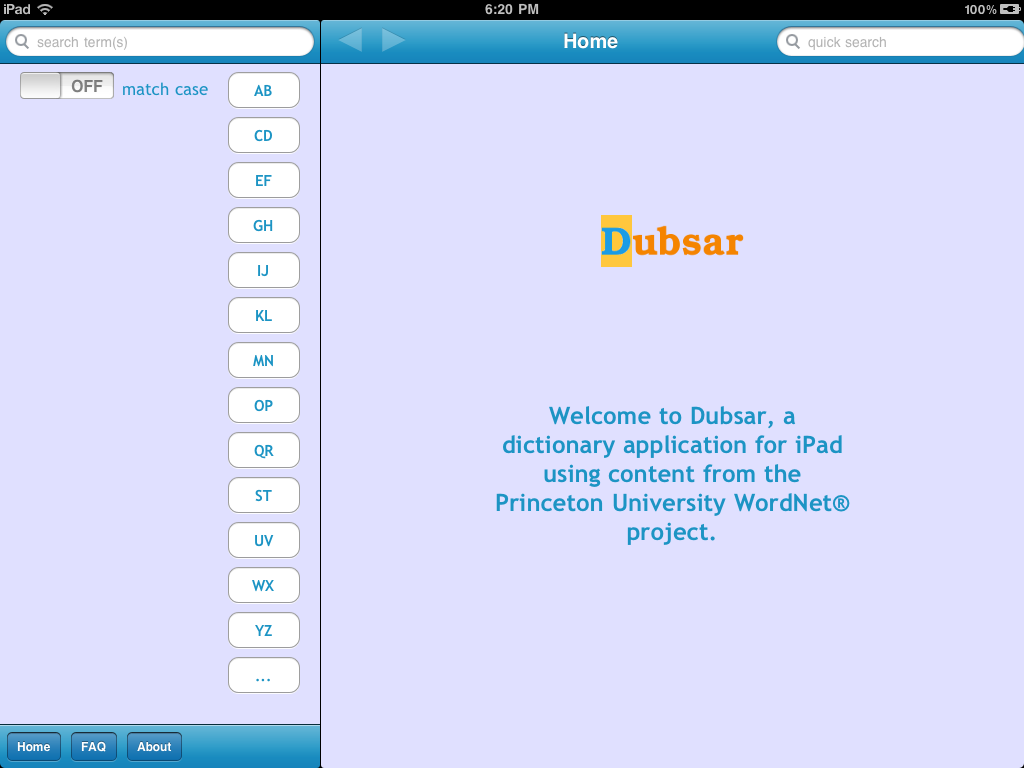 iPad 6:20 PM 100%
search term(s)
Home
quick search
OFF match case
AB
CD
EF
GH
IJ
KL
MN
OP
QR
ST
UV
WX
YZ
...
Dubsar
Welcome to Dubsar, a
dictionary application for iPad
using content from the
Princeton University WordNet®
project.
Home FAQ About